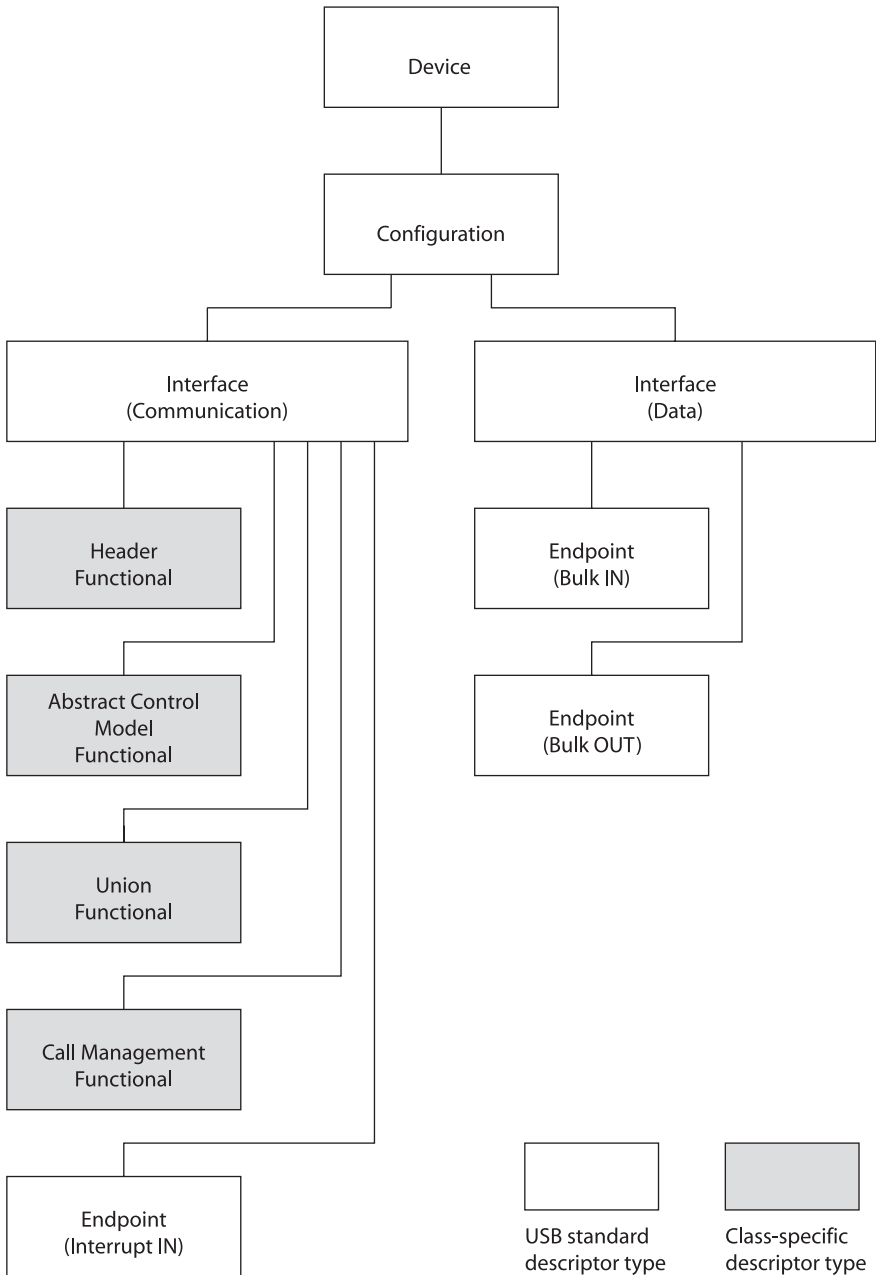 Device
Configuration
Interface
(Communication)
Interface
(Data)
Header
Functional
Endpoint
(Bulk IN)
Abstract Control
Model
Functional
Endpoint
(Bulk OUT)
Union
Functional
Call Management
Functional
Endpoint
(Interrupt IN)
USB standard
descriptor type
Class-specific
descriptor type